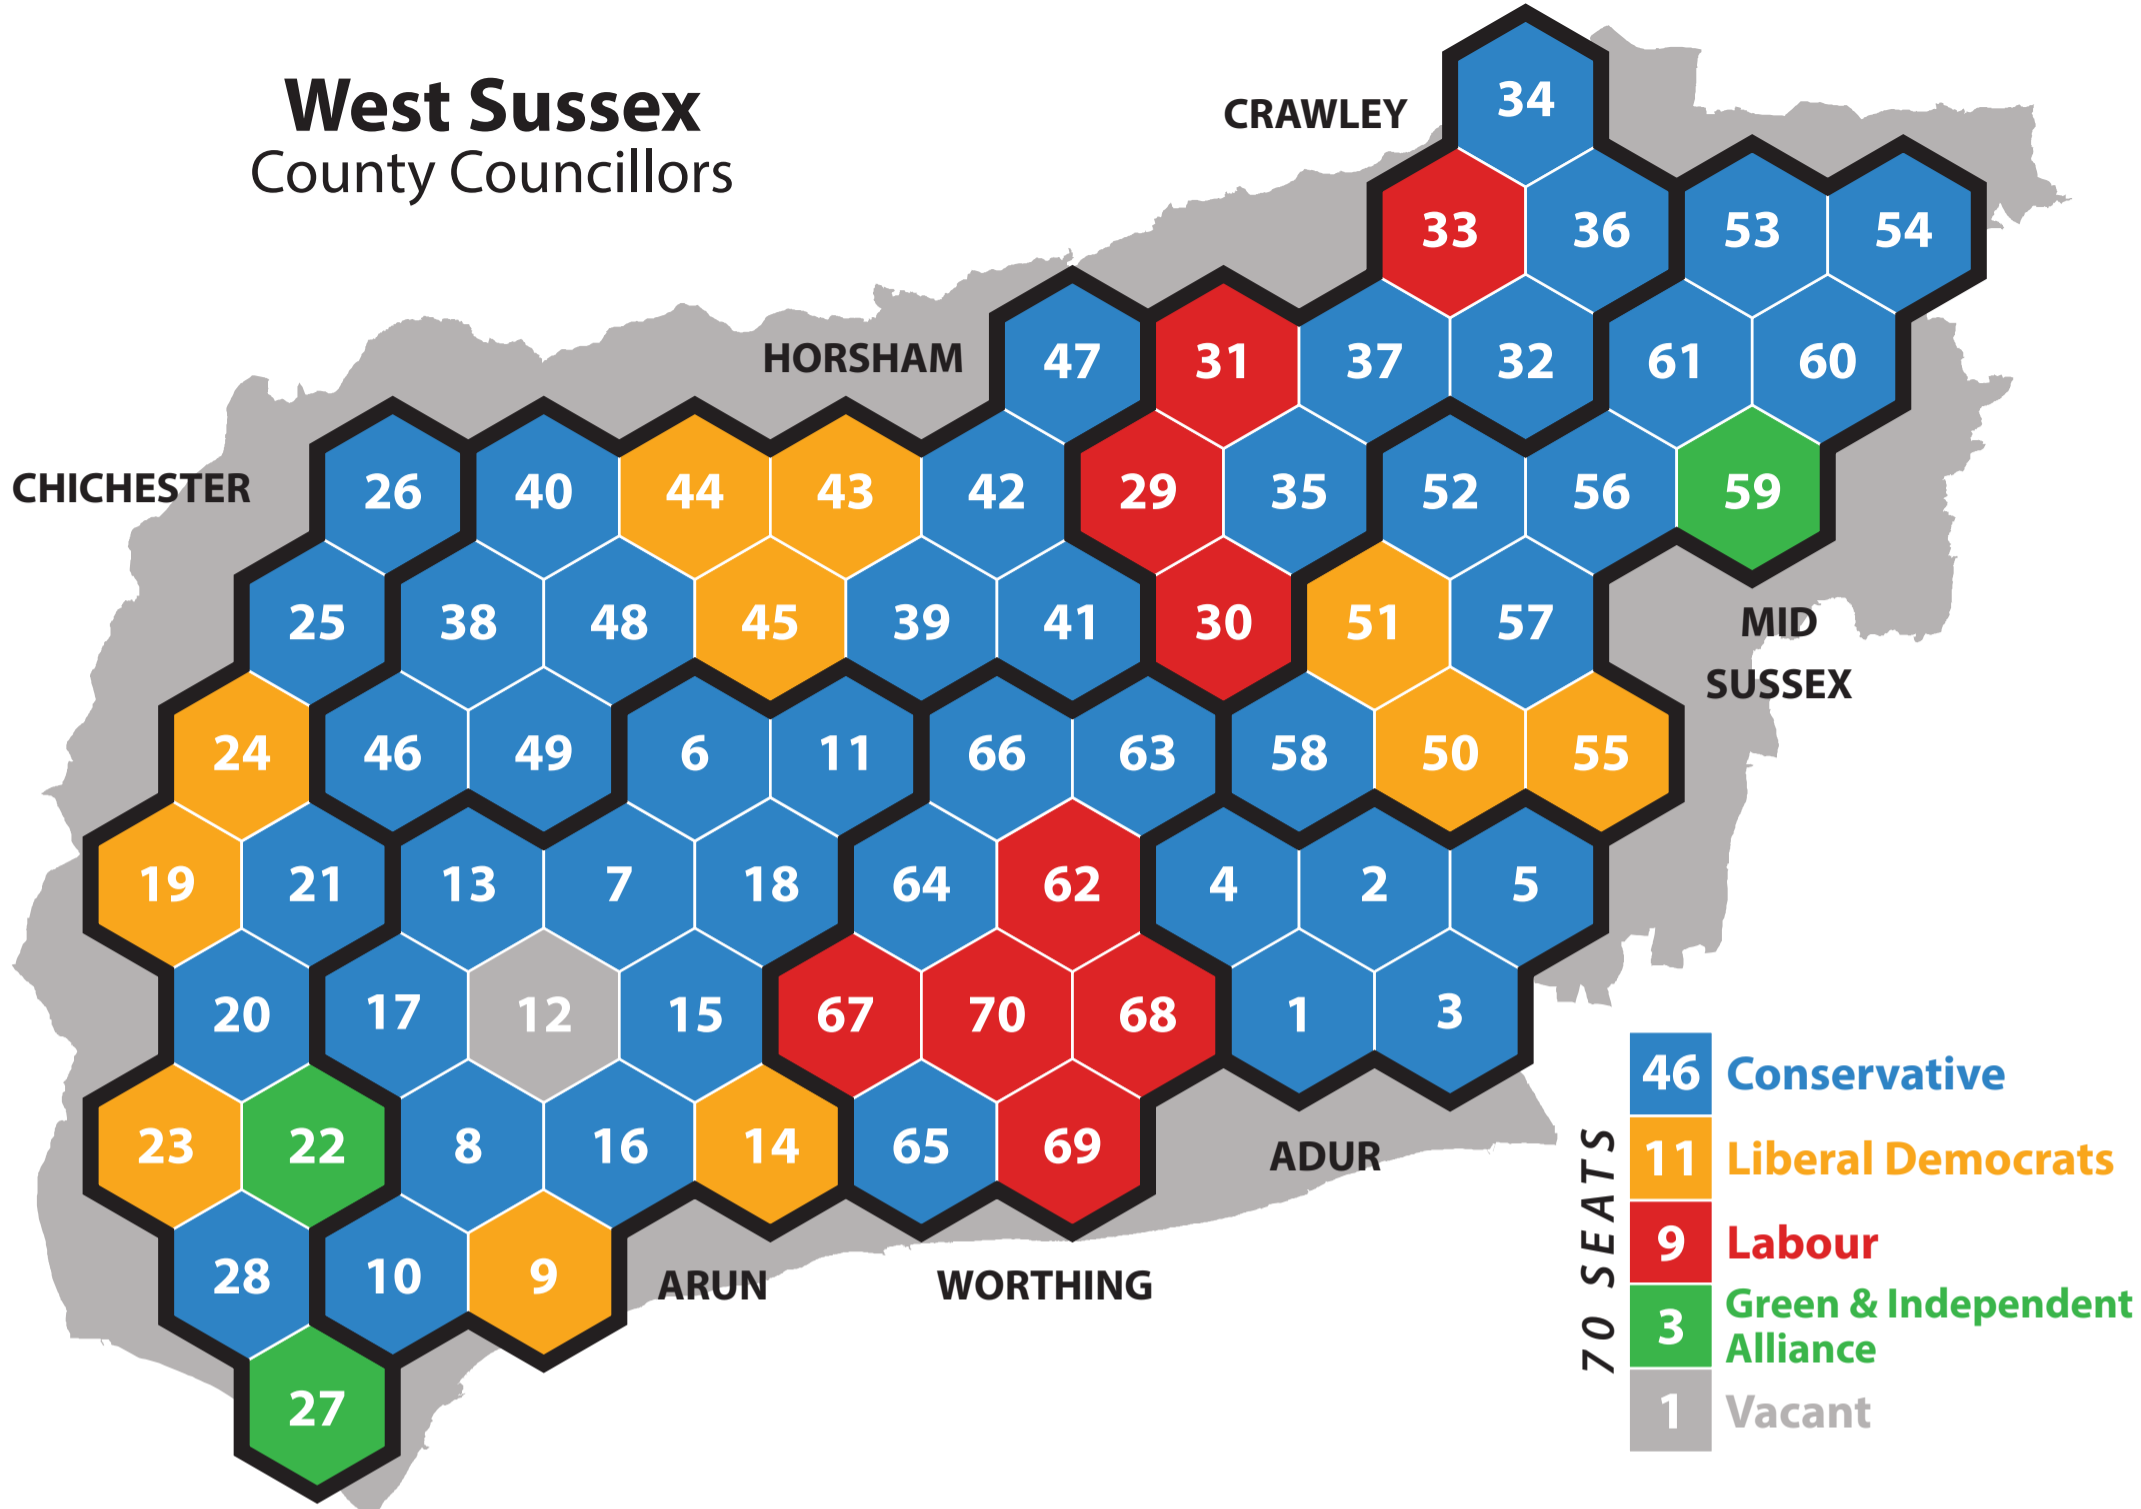 West Sussex
County Councillors
CRAWLEY
34
33 36 53 54
HORSHAM 47 31 37 32 61 60
CHICHESTER 26 40 44 43 42 29 35 52 56 59
25 38 48 45 39 41 30 51 57 MID
SUSSEX
24 46 49 6 11 66 63 58 50 55
19 21 13 7 18 64 62 4 2 5
20 17 12 15 67 70 68 1 3
23 22 8 16 14 65 69 ADUR
28 10 9 ARUN WORTHING
27
70 SEATS
46 Conservative
11 Liberal Democrats
9 Labour
3 Green & Independent
Alliance
1 Vacant